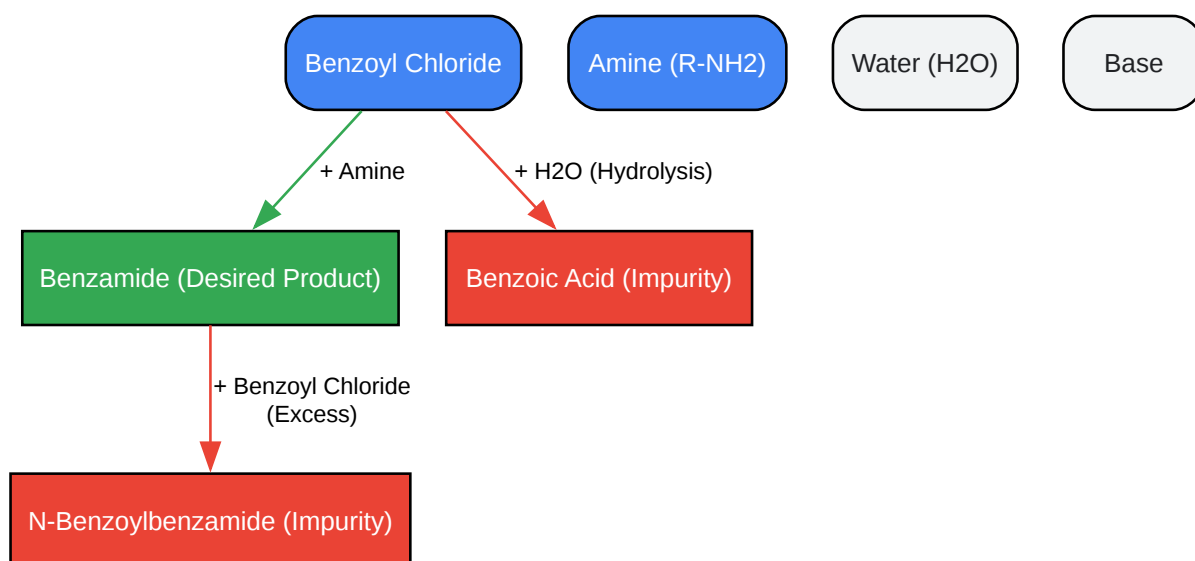 Benzoyl Chloride
Amine (R-NH2)
Water (H2O)
Base
+ Amine
+ H2O (Hydrolysis)
Benzamide (Desired Product)
Benzoic Acid (Impurity)
+ Benzoyl Chloride
(Excess)
N-Benzoylbenzamide (Impurity)